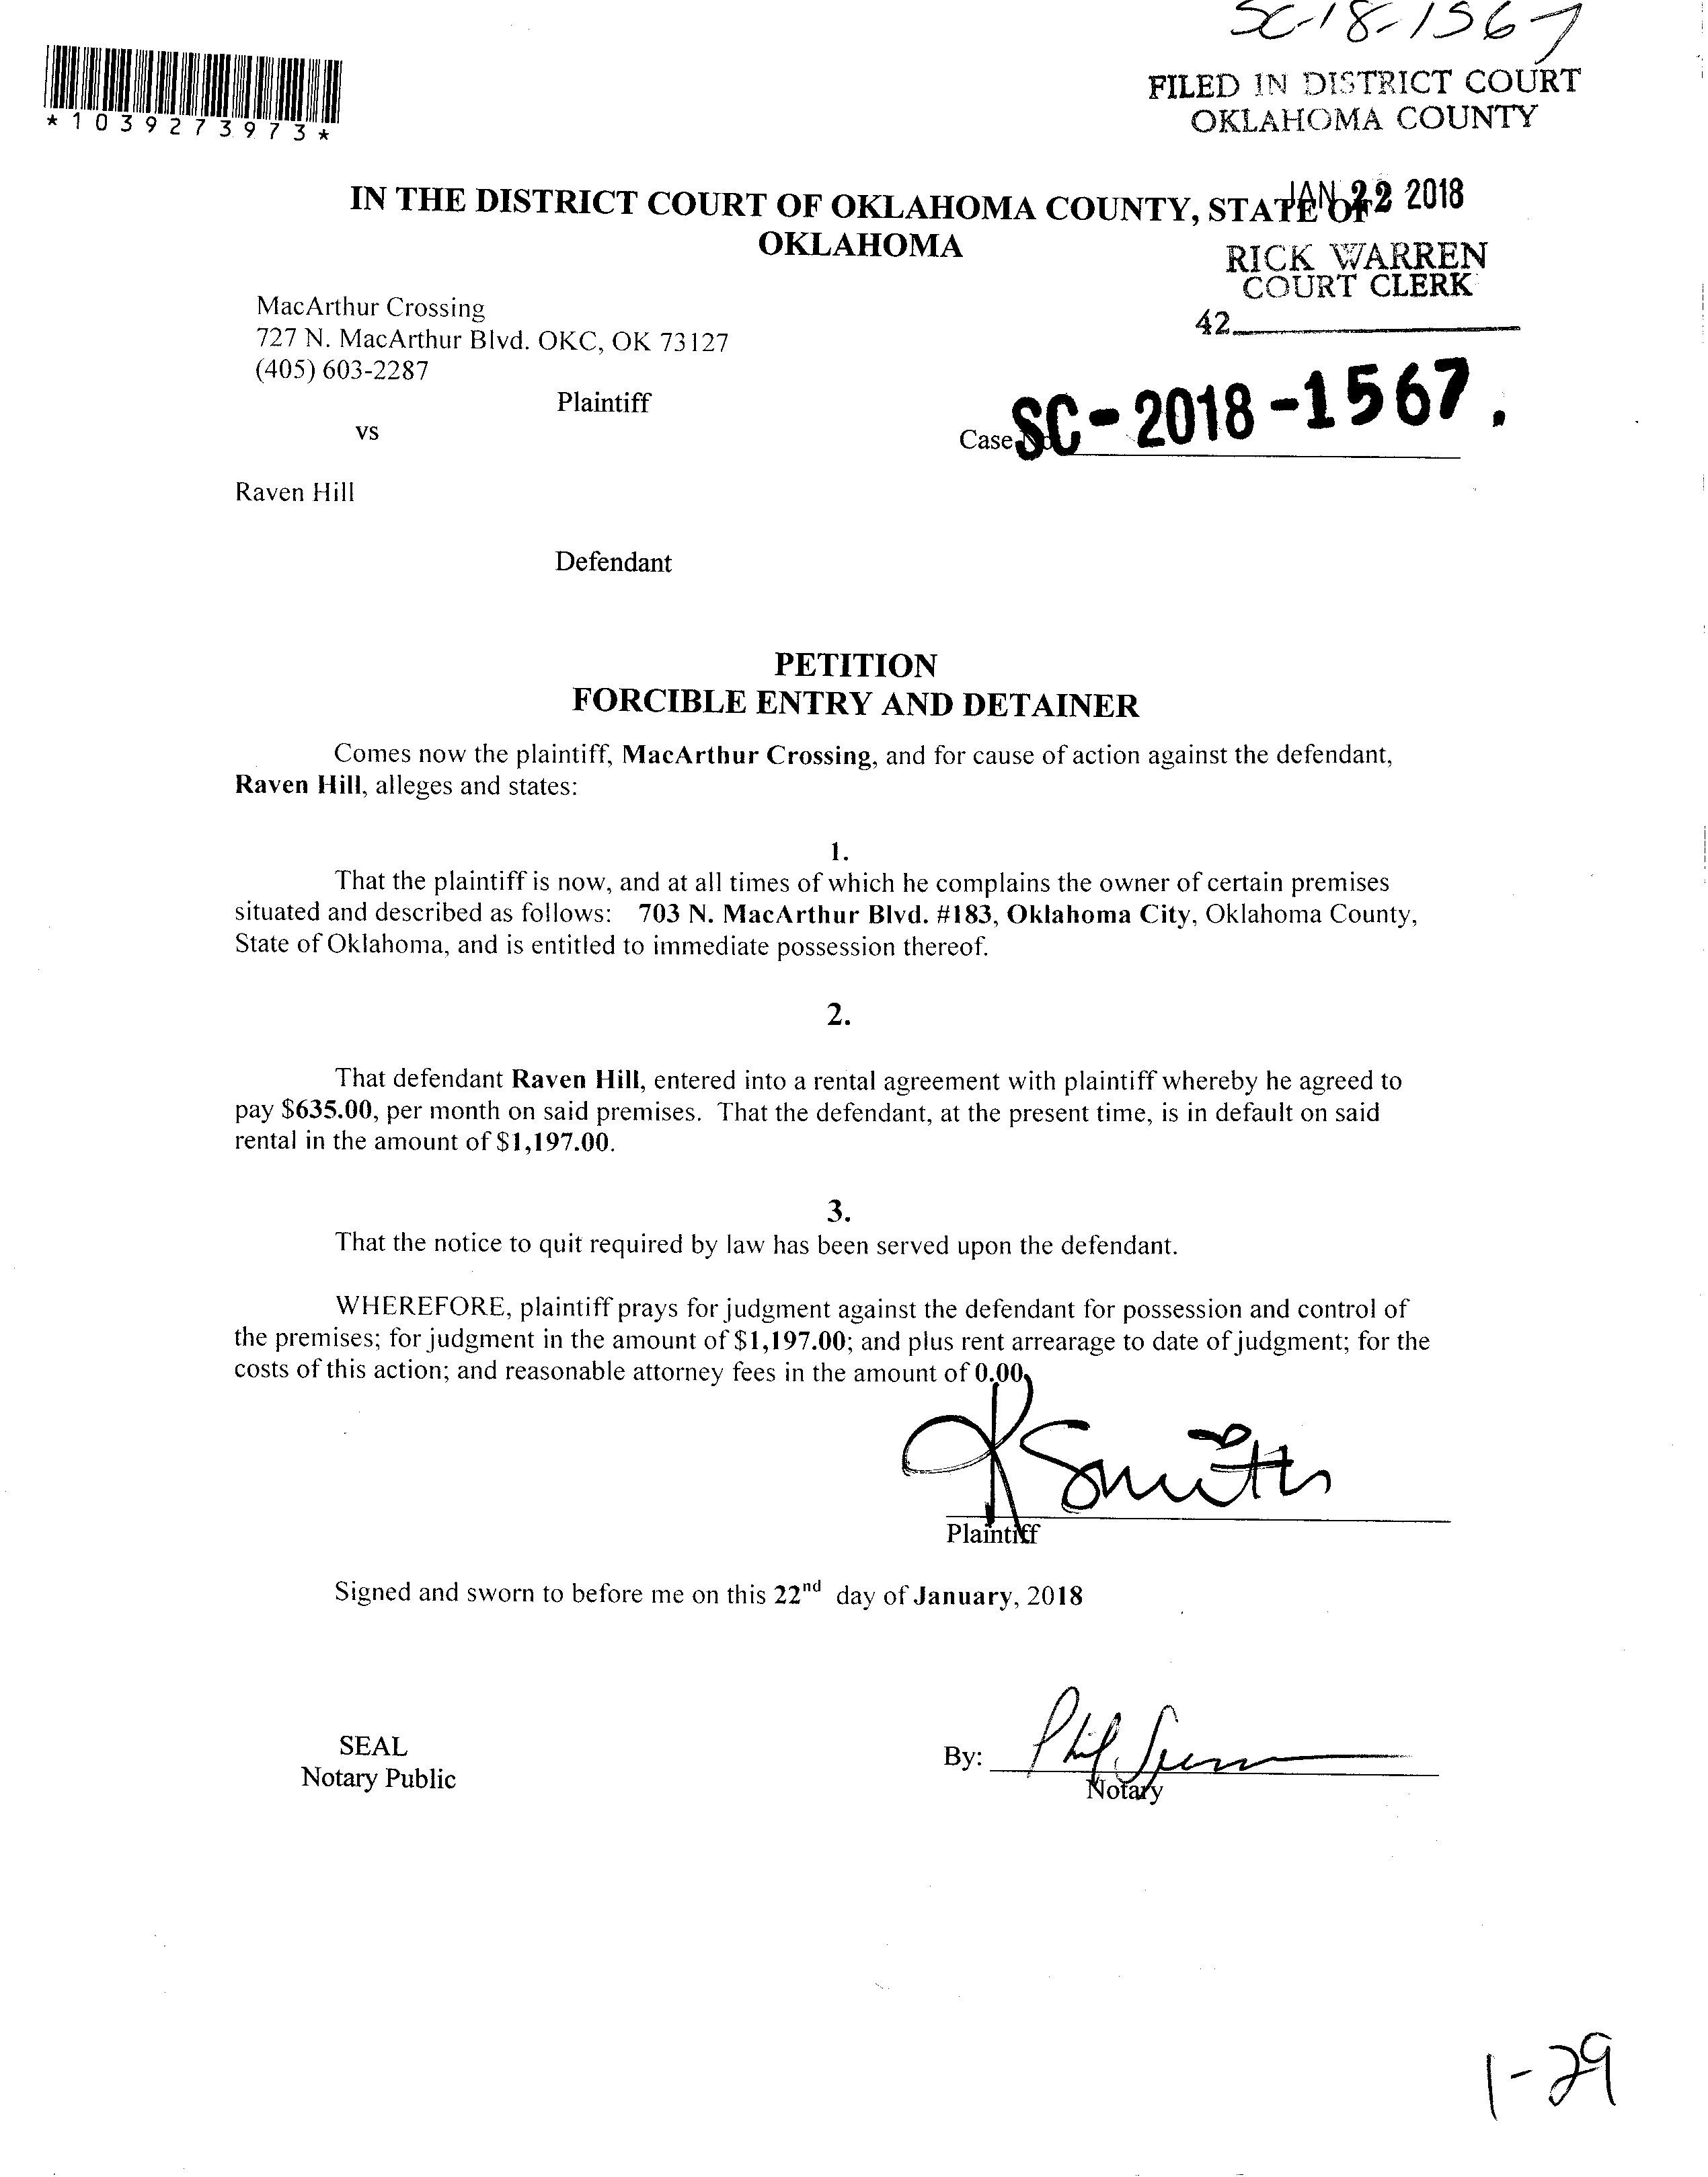 SC-18-1567
*1039273973*
FILED IN DISTRICT COURT
OKLAHOMA COUNTY
JAN 22 2018
IN THE DISTRICT COURT OF OKLAHOMA COUNTY, STATE OF
OKLAHOMA
RICK WARREN
COURT CLERK
42
MacArthur Crossing
727 N. MacArthur Blvd. OKC, OK 73127
(405) 603-2287
Plaintiff
vs
Case No. SC-2018-1567.
Raven Hill
Defendant
PETITION
FORCIBLE ENTRY AND DETAINER
Comes now the plaintiff, MacArthur Crossing, and for cause of action against the defendant,
Raven Hill, alleges and states:
1.
That the plaintiff is now, and at all times of which he complains the owner of certain premises
situated and described as follows: 703 N. MacArthur Blvd. #183, Oklahoma City, Oklahoma County,
State of Oklahoma, and is entitled to immediate possession thereof.
2.
That defendant Raven Hill, entered into a rental agreement with plaintiff whereby he agreed to
pay $635.00, per month on said premises. That the defendant, at the present time, is in default on said
rental in the amount of $1,197.00.
3.
That the notice to quit required by law has been served upon the defendant.
WHEREFORE, plaintiff prays for judgment against the defendant for possession and control of
the premises; for judgment in the amount of $1,197.00; and plus rent arrearage to date of judgment; for the
costs of this action; and reasonable attorney fees in the amount of 0.00.
K Smith
Plaintiff
Signed and sworn to before me on this 22nd day of January, 2018
SEAL
Notary Public
By: Phil
Notary
1-29